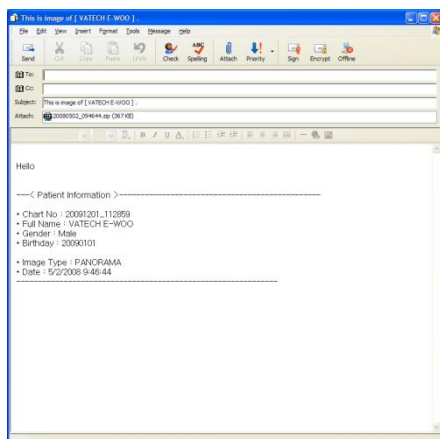 This is image of [ VATECH E-WOO ] .
File Edit View Insert Format Tools Message Help
Send Cut Copy Paste Undo Check Spelling Attach Priority Sign Encrypt Offline
To:
Cc:
Subject: This is image of [ VATECH E-WOO ] .
Attach: 20080502_094644.zip (367 KB)
B I U A
Hello
---< Patient Information >---------------------------------------------
* Chart No : 20091201_112859
* Full Name : VATECH E-WOO
* Gender : Male
* Birthday : 20090101
* Image Type : PANORAMA
* Date : 5/2/2008 9:46:44
------------------------------------------------------------